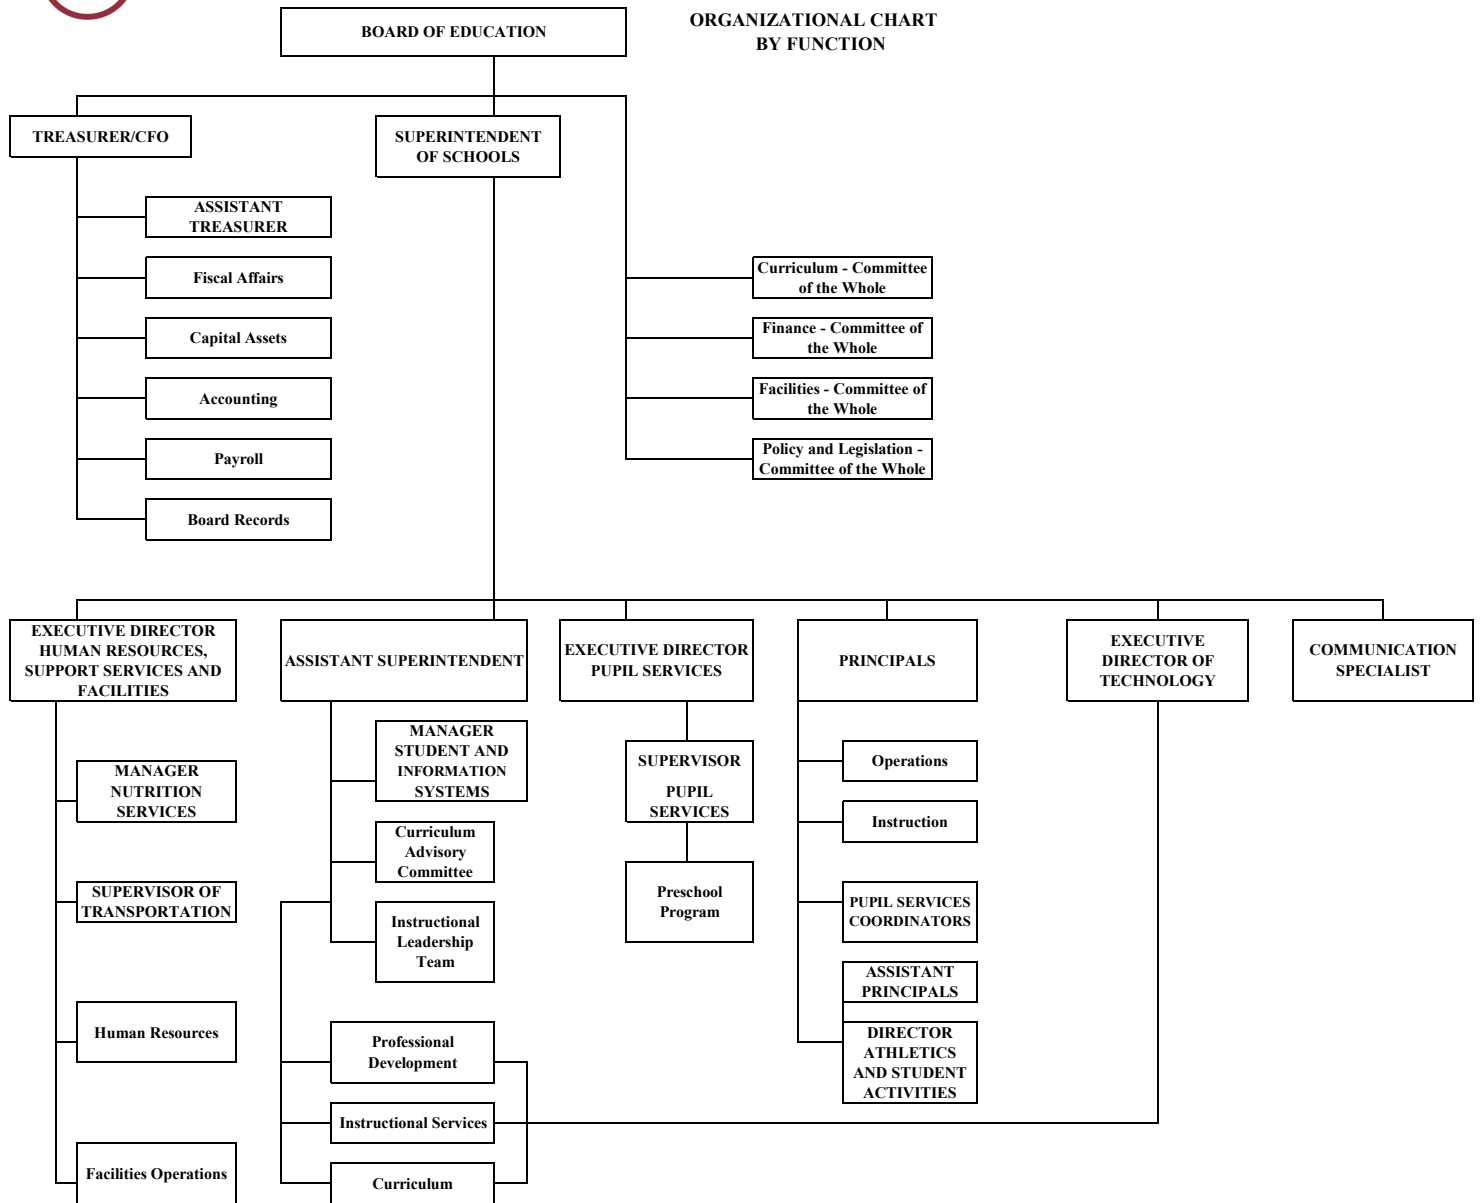 ORGANIZATIONAL CHART
BY FUNCTION
BOARD OF EDUCATION
TREASURER/CFO
SUPERINTENDENT
OF SCHOOLS
ASSISTANT
TREASURER
Fiscal Affairs
Capital Assets
Accounting
Payroll
Board Records
Curriculum - Committee
of the Whole
Finance - Committee of
the Whole
Facilities - Committee of
the Whole
Policy and Legislation -
Committee of the Whole
EXECUTIVE DIRECTOR
HUMAN RESOURCES,
SUPPORT SERVICES AND
FACILITIES
MANAGER
NUTRITION
SERVICES
SUPERVISOR OF
TRANSPORTATION
Human Resources
Facilities Operations
ASSISTANT SUPERINTENDENT
MANAGER
STUDENT AND
INFORMATION
SYSTEMS
Curriculum
Advisory
Committee
Instructional
Leadership
Team
Professional
Development
Instructional Services
Curriculum
EXECUTIVE DIRECTOR
PUPIL SERVICES
SUPERVISOR
PUPIL
SERVICES
Preschool
Program
PRINCIPALS
Operations
Instruction
PUPIL SERVICES
COORDINATORS
ASSISTANT
PRINCIPALS
DIRECTOR
ATHLETICS
AND STUDENT
ACTIVITIES
EXECUTIVE
DIRECTOR OF
TECHNOLOGY
COMMUNICATION
SPECIALIST